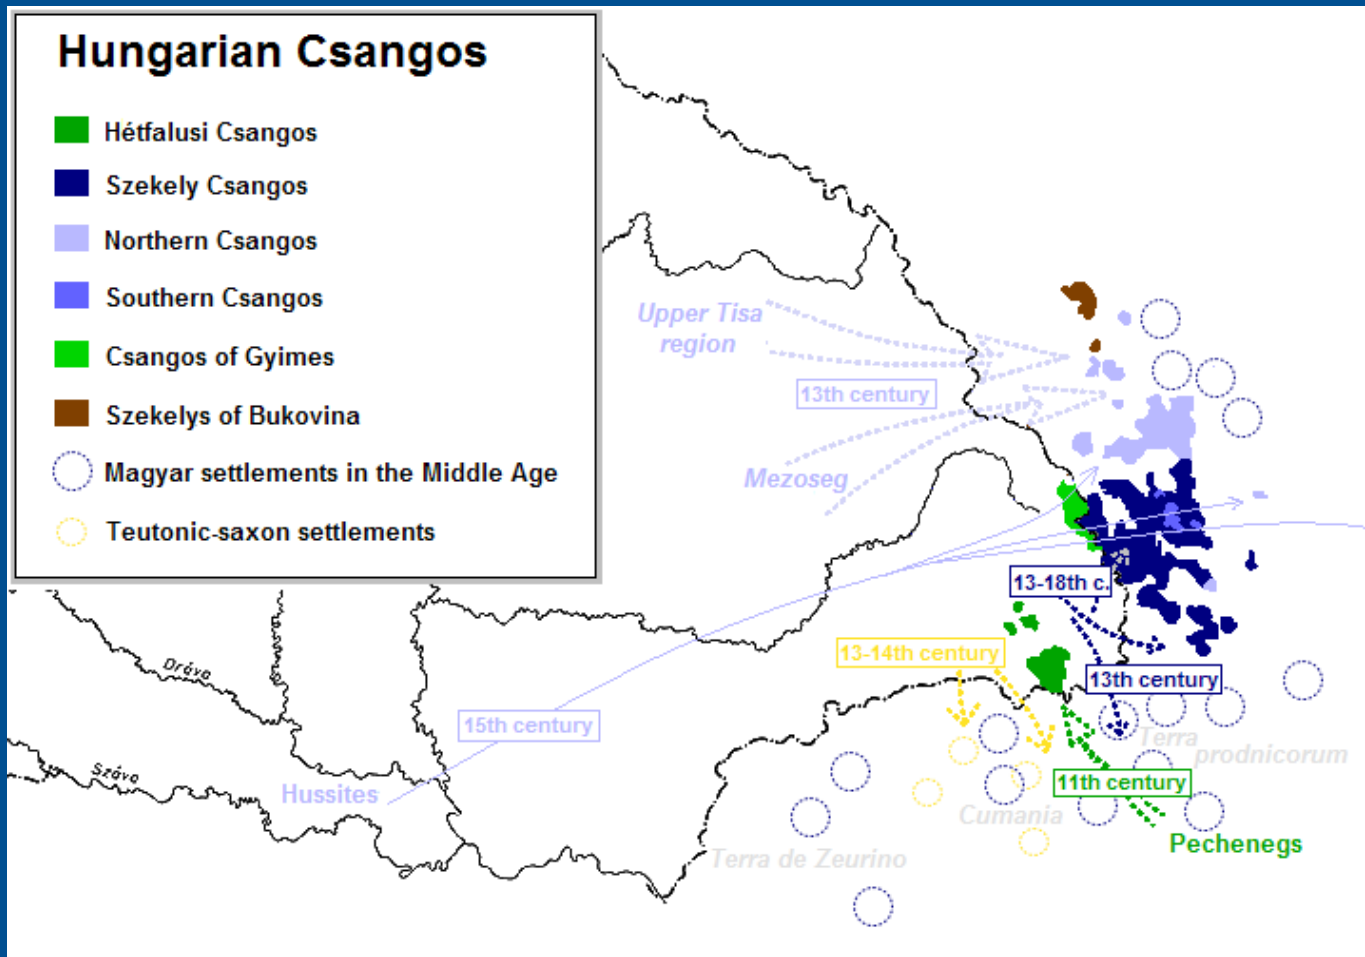 Hungarian Csangos
Hétfalusi Csangos
Szekely Csangos
Northern Csangos
Southern Csangos
Csangos of Gyimes
Szekelys of Bukovina
Magyar settlements in the Middle Age
Teutonic-saxon settlements
Upper Tisa
region
13th century
Mezoseg
13-18th c.
13-14th century
13th century
Dráva
15th century
Terra
prodnicorum
Száva
11th century
Hussites
Cumania
Pechenegs
Terra de Zeurino